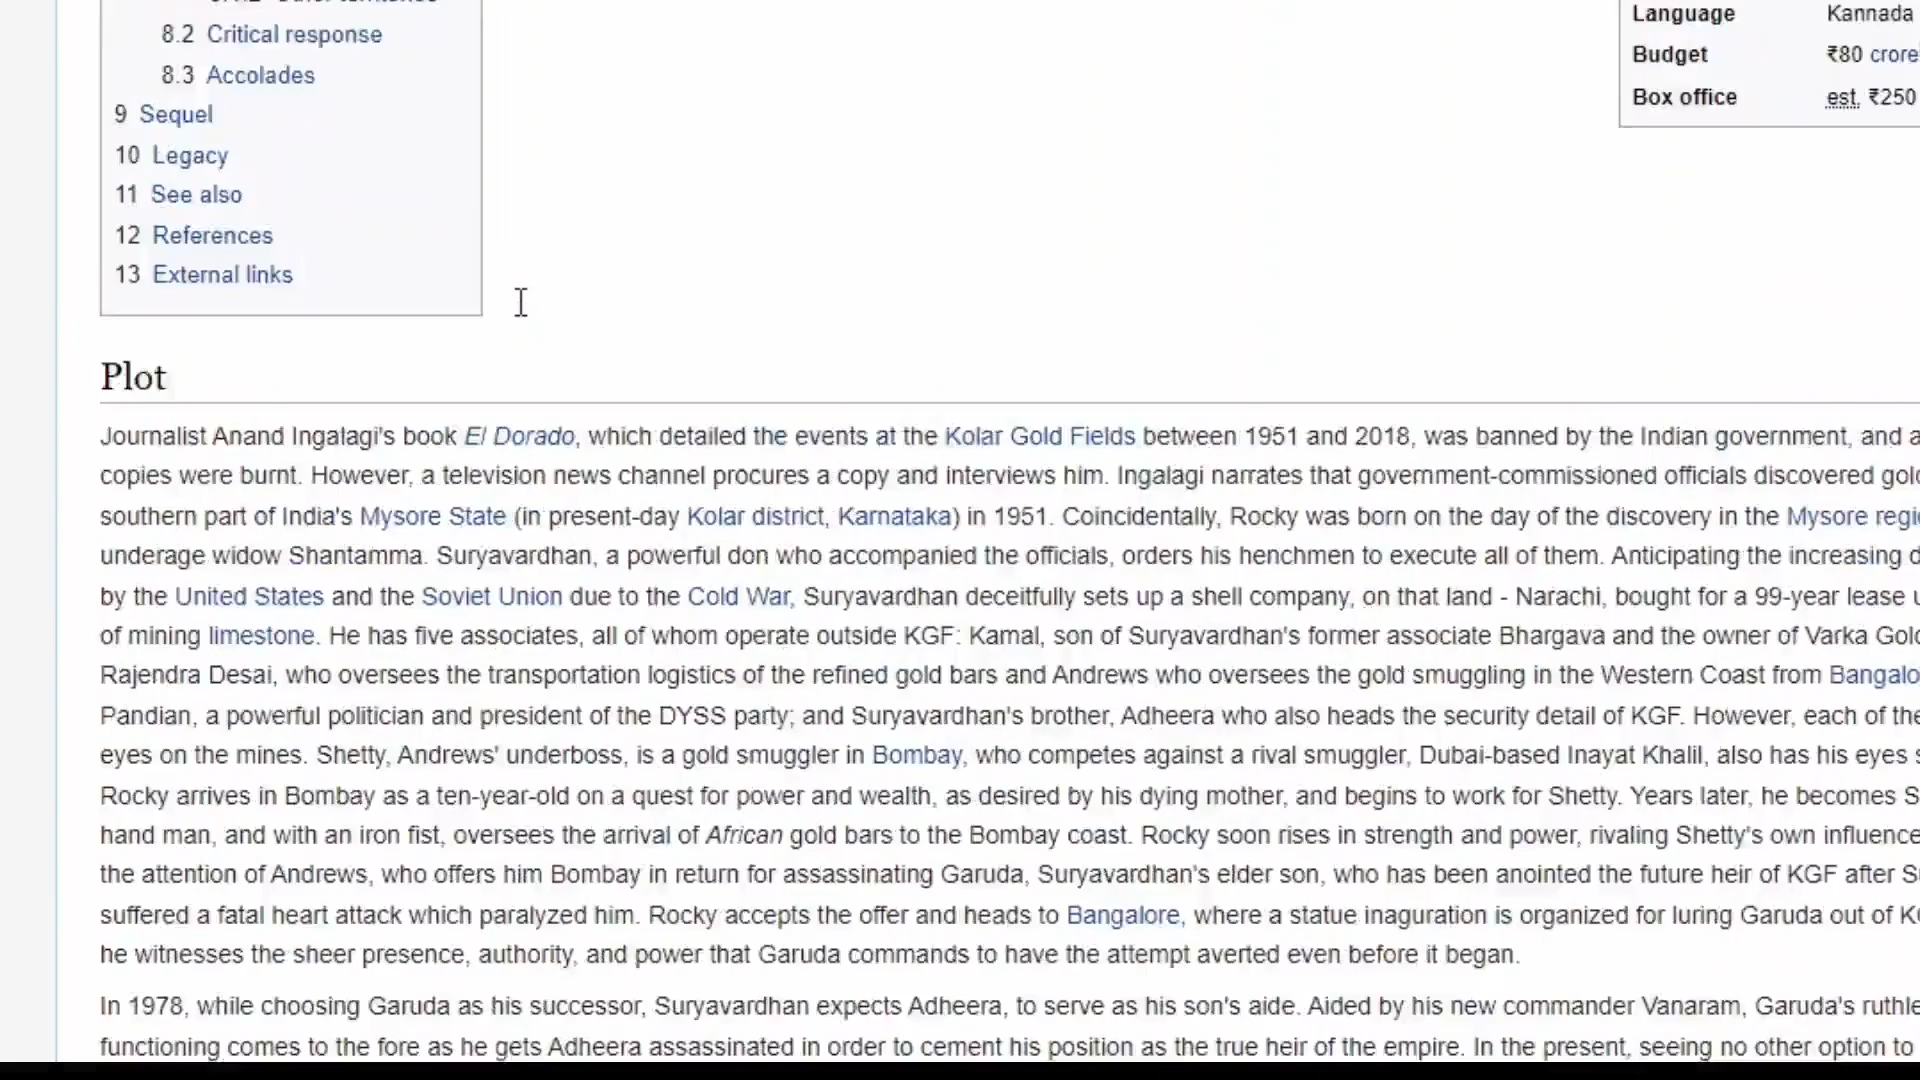 8.2 Critical response
8.3 Accolades
9 Sequel
10 Legacy
11 See also
12 References
13 External links
Language Kannada
Budget ₹80 crore
Box office est. ₹250
Plot
Journalist Anand Ingalagi's book El Dorado, which detailed the events at the Kolar Gold Fields between 1951 and 2018, was banned by the Indian government, and a
copies were burnt. However, a television news channel procures a copy and interviews him. Ingalagi narrates that government-commissioned officials discovered gol
southern part of India's Mysore State (in present-day Kolar district, Karnataka) in 1951. Coincidentally, Rocky was born on the day of the discovery in the Mysore regi
underage widow Shantamma. Suryavardhan, a powerful don who accompanied the officials, orders his henchmen to execute all of them. Anticipating the increasing d
by the United States and the Soviet Union due to the Cold War, Suryavardhan deceitfully sets up a shell company, on that land - Narachi, bought for a 99-year lease u
of mining limestone. He has five associates, all of whom operate outside KGF: Kamal, son of Suryavardhan's former associate Bhargava and the owner of Varka Gol
Rajendra Desai, who oversees the transportation logistics of the refined gold bars and Andrews who oversees the gold smuggling in the Western Coast from Bangalo
Pandian, a powerful politician and president of the DYSS party; and Suryavardhan's brother, Adheera who also heads the security detail of KGF. However, each of the
eyes on the mines. Shetty, Andrews' underboss, is a gold smuggler in Bombay, who competes against a rival smuggler, Dubai-based Inayat Khalil, also has his eyes s
Rocky arrives in Bombay as a ten-year-old on a quest for power and wealth, as desired by his dying mother, and begins to work for Shetty. Years later, he becomes S
hand man, and with an iron fist, oversees the arrival of African gold bars to the Bombay coast. Rocky soon rises in strength and power, rivaling Shetty's own influence
the attention of Andrews, who offers him Bombay in return for assassinating Garuda, Suryavardhan's elder son, who has been anointed the future heir of KGF after S
suffered a fatal heart attack which paralyzed him. Rocky accepts the offer and heads to Bangalore, where a statue inaguration is organized for luring Garuda out of K
he witnesses the sheer presence, authority, and power that Garuda commands to have the attempt averted even before it began.
In 1978, while choosing Garuda as his successor, Suryavardhan expects Adheera, to serve as his son's aide. Aided by his new commander Vanaram, Garuda's ruthle
functioning comes to the fore as he gets Adheera assassinated in order to cement his position as the true heir of the empire. In the present, seeing no other option to